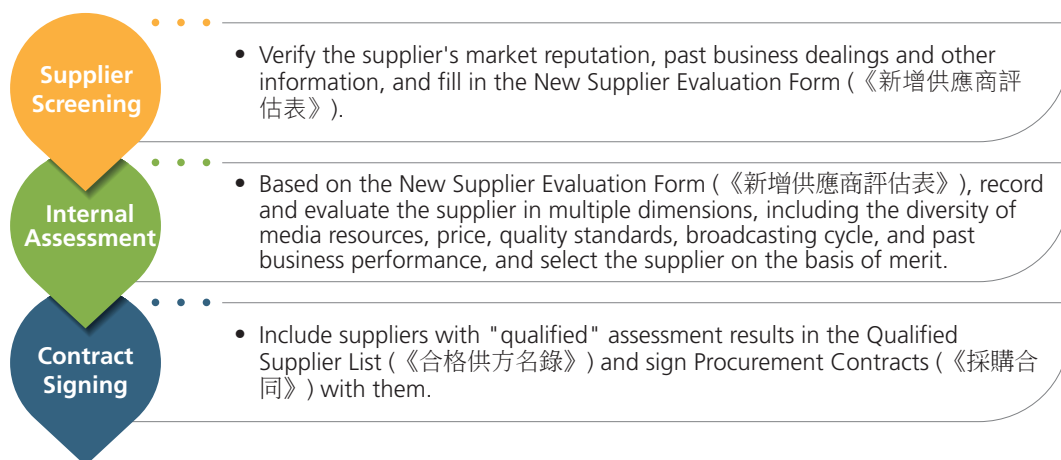 Supplier
Screening
• Verify the supplier's market reputation, past business dealings and other
information, and fill in the New Supplier Evaluation Form (《新增供應商評
估表》).
Internal
Assessment
• Based on the New Supplier Evaluation Form (《新增供應商評估表》), record
and evaluate the supplier in multiple dimensions, including the diversity of
media resources, price, quality standards, broadcasting cycle, and past
business performance, and select the supplier on the basis of merit.
Contract
Signing
• Include suppliers with "qualified" assessment results in the Qualified
Supplier List (《合格供方名錄》) and sign Procurement Contracts (《採購合
同》) with them.